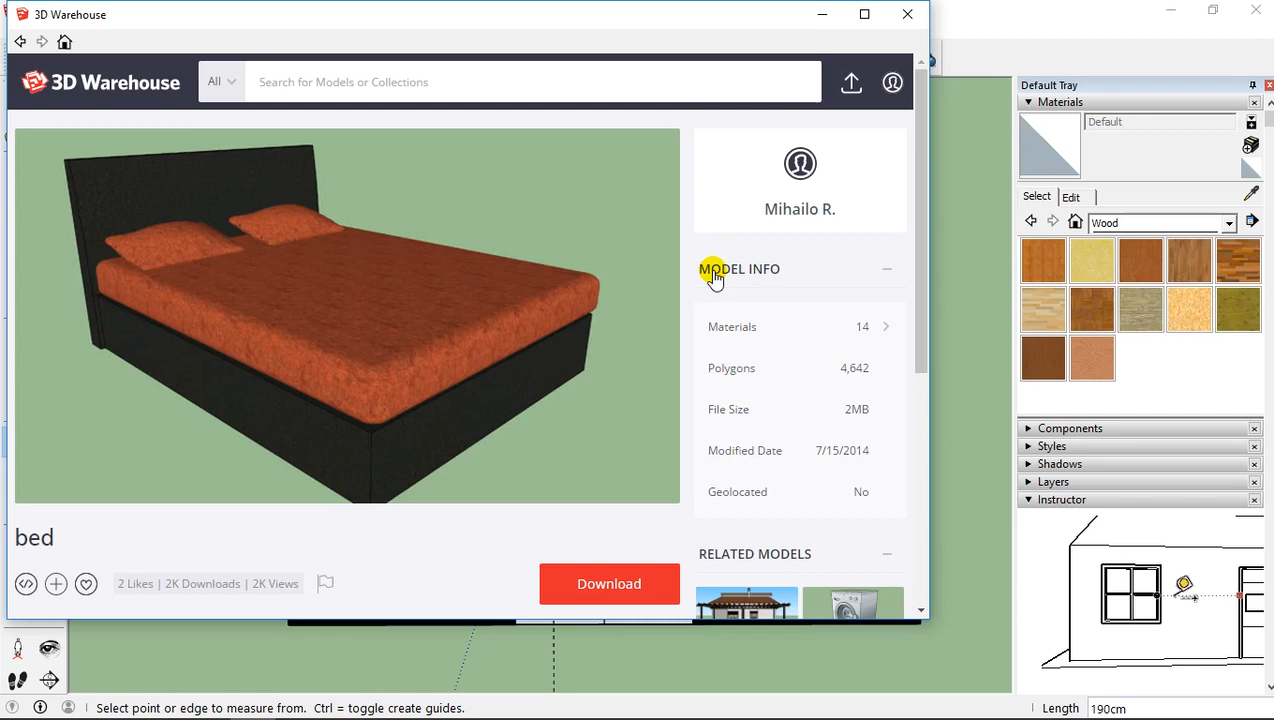 3D Warehouse
3D Warehouse
All
Search for Models or Collections
Mihailo R.
MODEL INFO
Materials 14
Polygons 4,642
File Size 2MB
Modified Date 7/15/2014
Geolocated No
RELATED MODELS
bed
2 Likes | 2K Downloads | 2K Views
Download
Default Tray
Materials
Default
Select Edit
Wood
Components
Styles
Shadows
Layers
Instructor
Select point or edge to measure from. Ctrl = toggle create guides.
Length 190cm